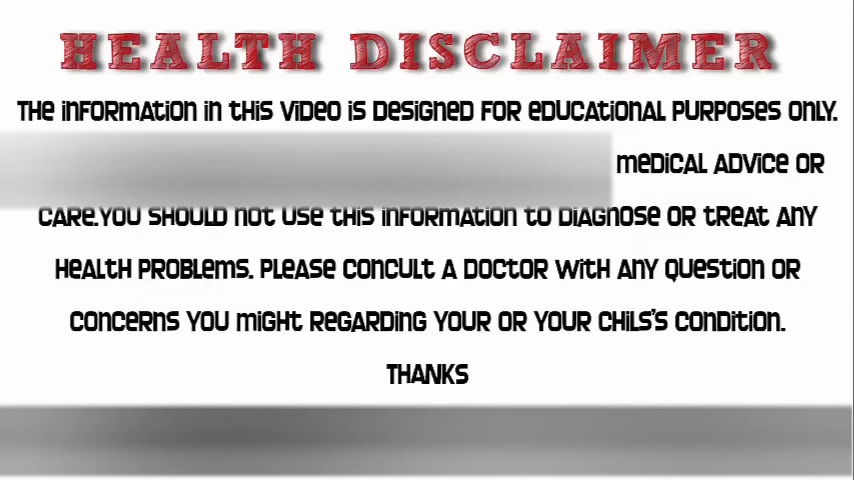 HEALTH DISCLAIMER
THE INFORMATION IN THIS VIDEO IS DESIGNED FOR EDUCATIONAL PURPOSES ONLY.
MEDICAL ADVICE OR
CARE.YOU SHOULD NOT USE THIS INFORMATION TO DIAGNOSE OR TREAT ANY
HEALTH PROBLEMS. PLEASE CONCULT A DOCTOR WITH ANY QUESTION OR
CONCERNS YOU MIGHT REGARDING YOUR OR YOUR CHILS'S CONDITION.
THANKS